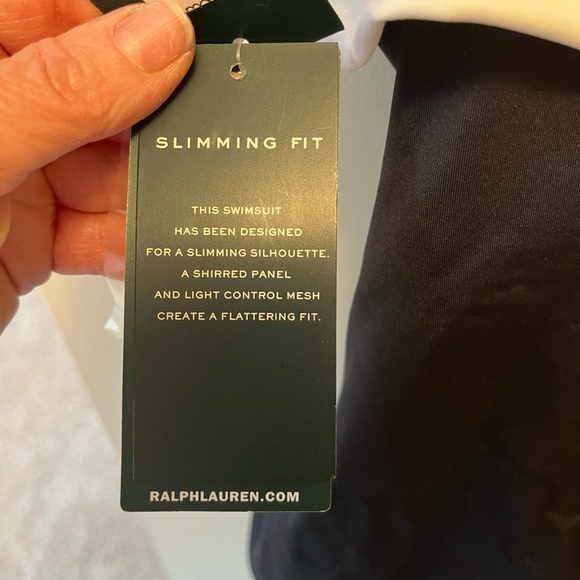 SLIMMING FIT
THIS SWIMSUIT
HAS BEEN DESIGNED
FOR A SLIMMING SILHOUETTE.
A SHIRRED PANEL
AND LIGHT CONTROL MESH
CREATE A FLATTERING FIT.
RALPHLAUREN.COM